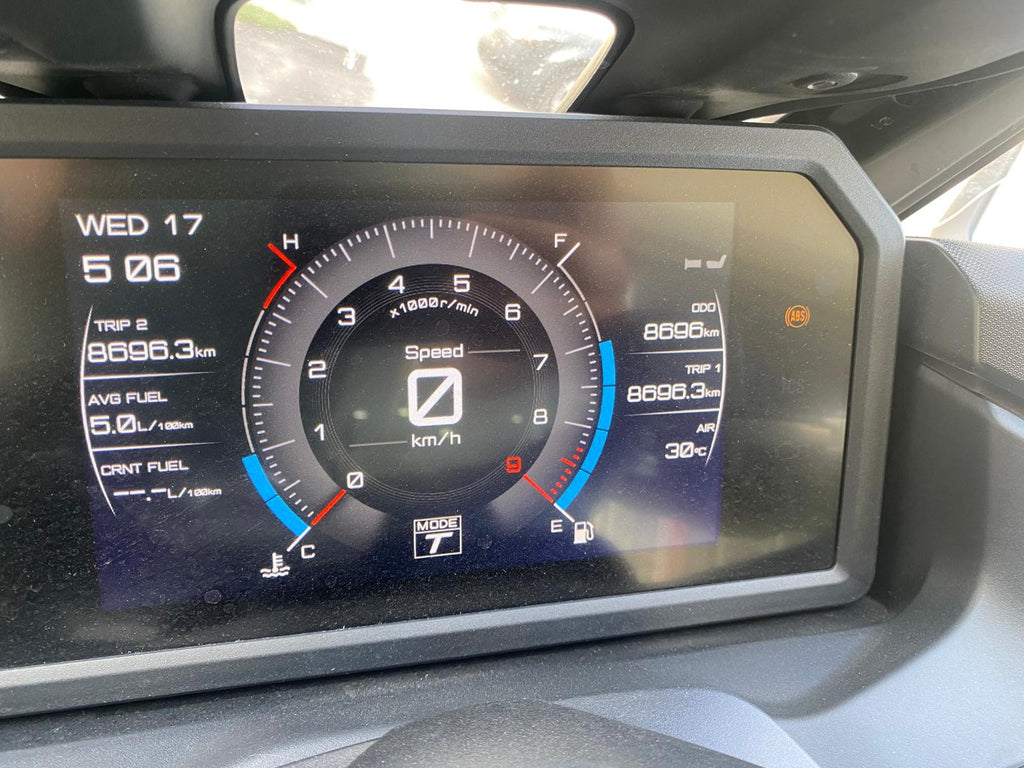 WED 17
5 06
TRIP 2
8696.3km
AVG FUEL
5.0L/100km
CRNT FUEL
--.-L/100km
H
C
0
1
2
3
4
5
6
7
8
9
x1000r/min
Speed
0
km/h
MODE
T
F
E
ODO
8696km
TRIP 1
8696.3km
AIR
30°C
ABS